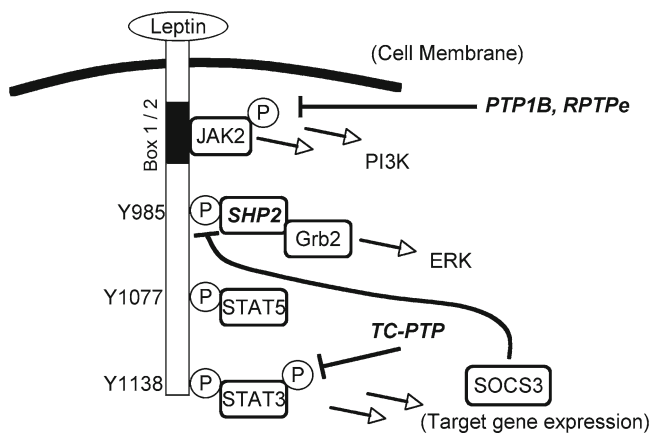 Leptin
(Cell Membrane)
Box 1 / 2
P
JAK2
PTP1B, RPTPe
PI3K
Y985
P
SHP2
Grb2
ERK
Y1077
P
STAT5
TC-PTP
Y1138
P
STAT3
P
SOCS3
(Target gene expression)